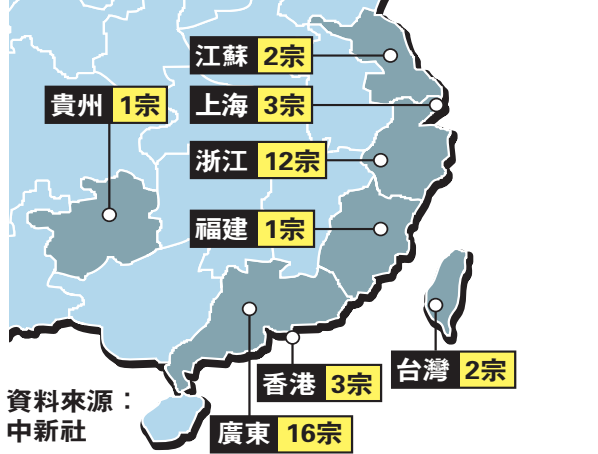 江蘇 2宗
貴州 1宗
上海 3宗
浙江 12宗
福建 1宗
台灣 2宗
香港 3宗
廣東 16宗
資料來源：
中新社